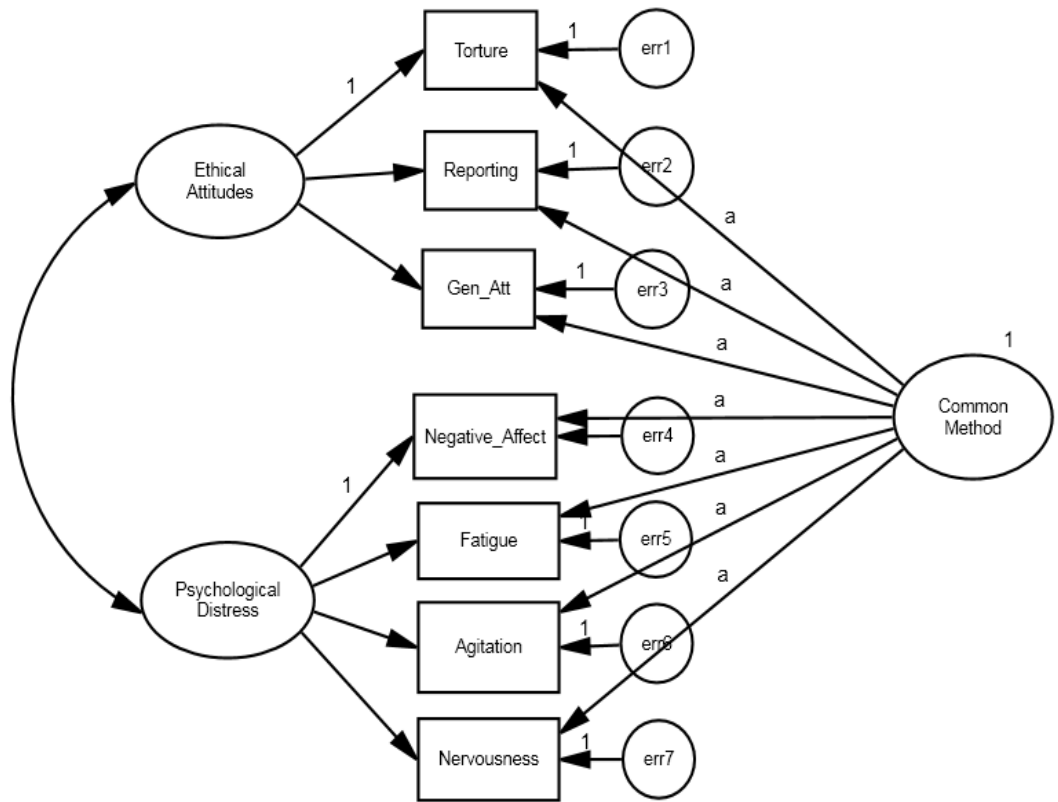 1
Torture
err1
1
Ethical
Attitudes
1
Reporting
err2
a
1
Gen_Att
err3
a
a
1
Common
Method
a
Negative_Affect
err4
1
a
1
Fatigue
err5
a
Psychological
Distress
a
1
Agitation
err6
1
Nervousness
err7